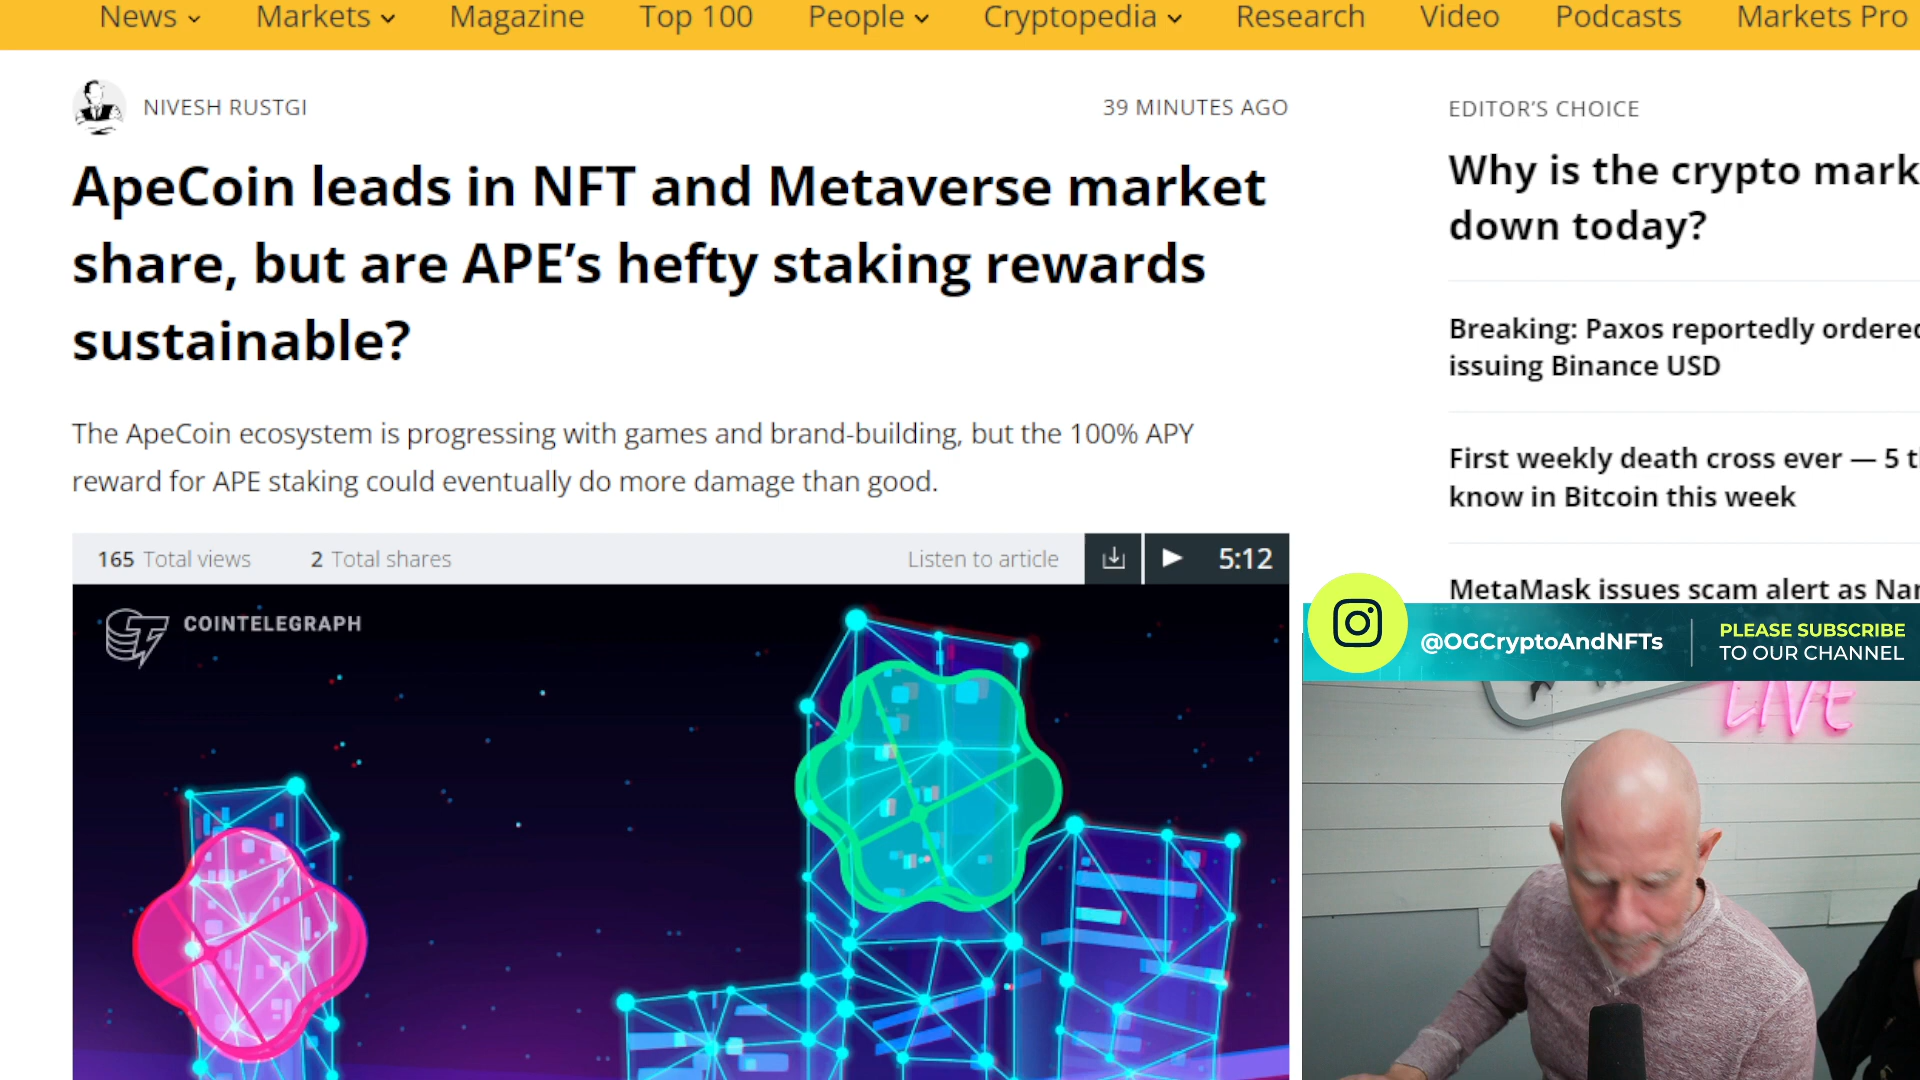 News Markets Magazine Top 100 People Cryptopedia Research Video Podcasts Markets Pro
NIVESH RUSTGI
39 MINUTES AGO
ApeCoin leads in NFT and Metaverse market
share, but are APE’s hefty staking rewards
sustainable?
The ApeCoin ecosystem is progressing with games and brand-building, but the 100% APY
reward for APE staking could eventually do more damage than good.
165 Total views 2 Total shares Listen to article 5:12
COINTELEGRAPH
EDITOR’S CHOICE
Why is the crypto mark
down today?
Breaking: Paxos reportedly ordered
issuing Binance USD
First weekly death cross ever — 5 t
know in Bitcoin this week
MetaMask issues scam alert as Nam
@OGCryptoAndNFTs
PLEASE SUBSCRIBE
TO OUR CHANNEL
LIVE